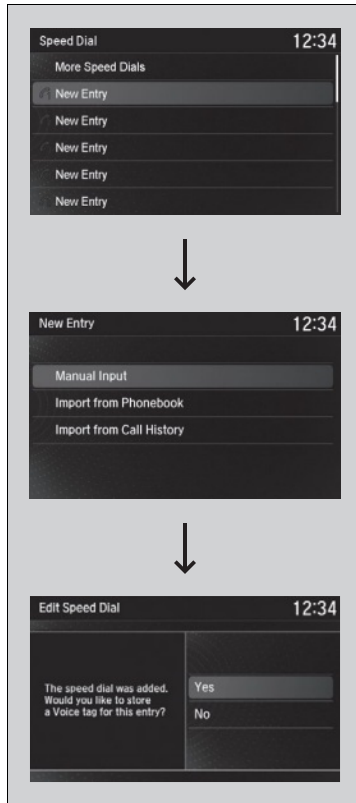 Speed Dial 12:34
More Speed Dials
New Entry
New Entry
New Entry
New Entry
New Entry
New Entry 12:34
Manual Input
Import from Phonebook
Import from Call History
Edit Speed Dial 12:34
The speed dial was added.
Would you like to store
a Voice tag for this entry?
Yes
No